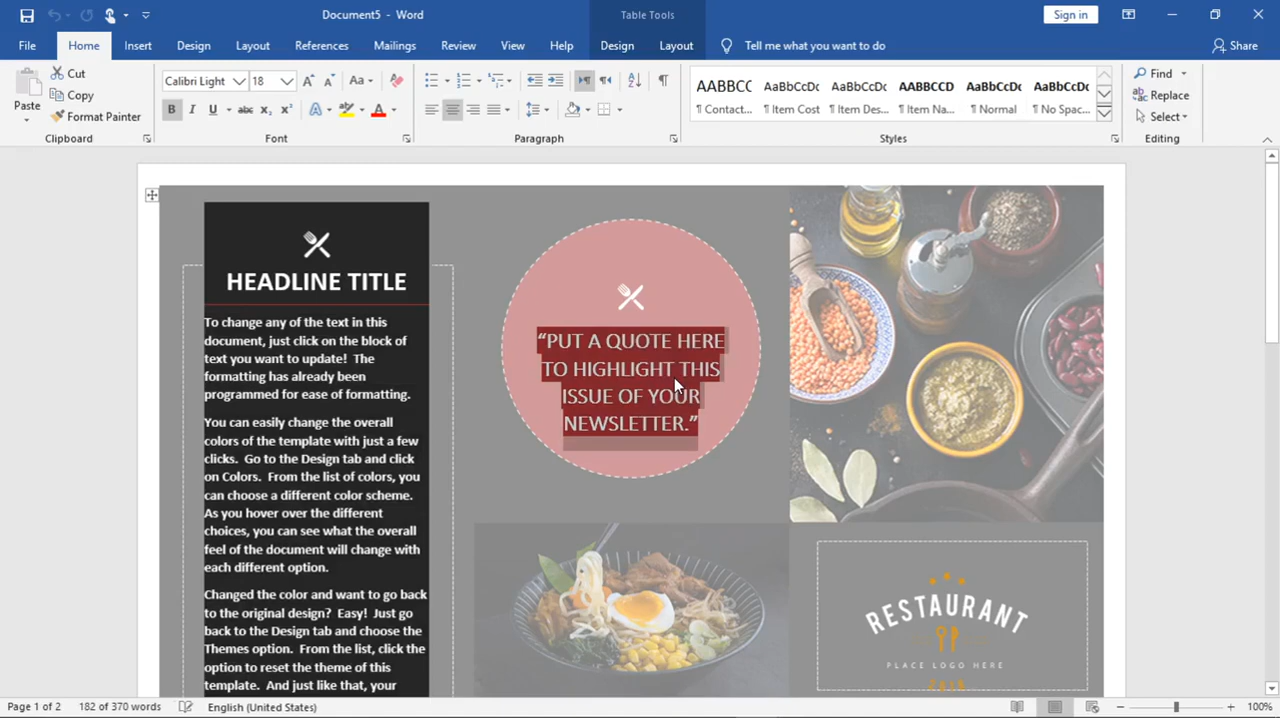 Document5 - Word
Table Tools
Sign in
File
Home
Insert
Design
Layout
References
Mailings
Review
View
Help
Design
Layout
Tell me what you want to do
Share
Paste
Cut
Copy
Format Painter
Clipboard
Calibri Light
18
Font
Paragraph
AABBCC
¶ Contact...
AaBbCcDc
¶ Item Cost
AaBbCcDc
¶ Item Des...
AABBCCD
¶ Item Na...
AaBbCcDc
¶ Normal
AaBbCcDc
¶ No Spac...
Styles
Find
Replace
Select
Editing
HEADLINE TITLE
To change any of the text in this
document, just click on the block of
text you want to update! The
formatting has already been
programmed for ease of formatting.
You can easily change the overall
colors of the template with just a few
clicks. Go to the Design tab and click
on Colors. From the list of colors, you
can choose a different color scheme.
As you hover over the different
choices, you can see what the overall
feel of the document will change with
each different option.
Changed the color and want to go back
to the original design? Easy! Just go
back to the Design tab and choose the
Themes option. From the list, click the
option to reset the theme of this
template. And just like that, your
“PUT A QUOTE HERE
TO HIGHLIGHT THIS
ISSUE OF YOUR
NEWSLETTER.”
RESTAURANT
PLACE LOGO HERE
Page 1 of 2
182 of 370 words
English (United States)
100%